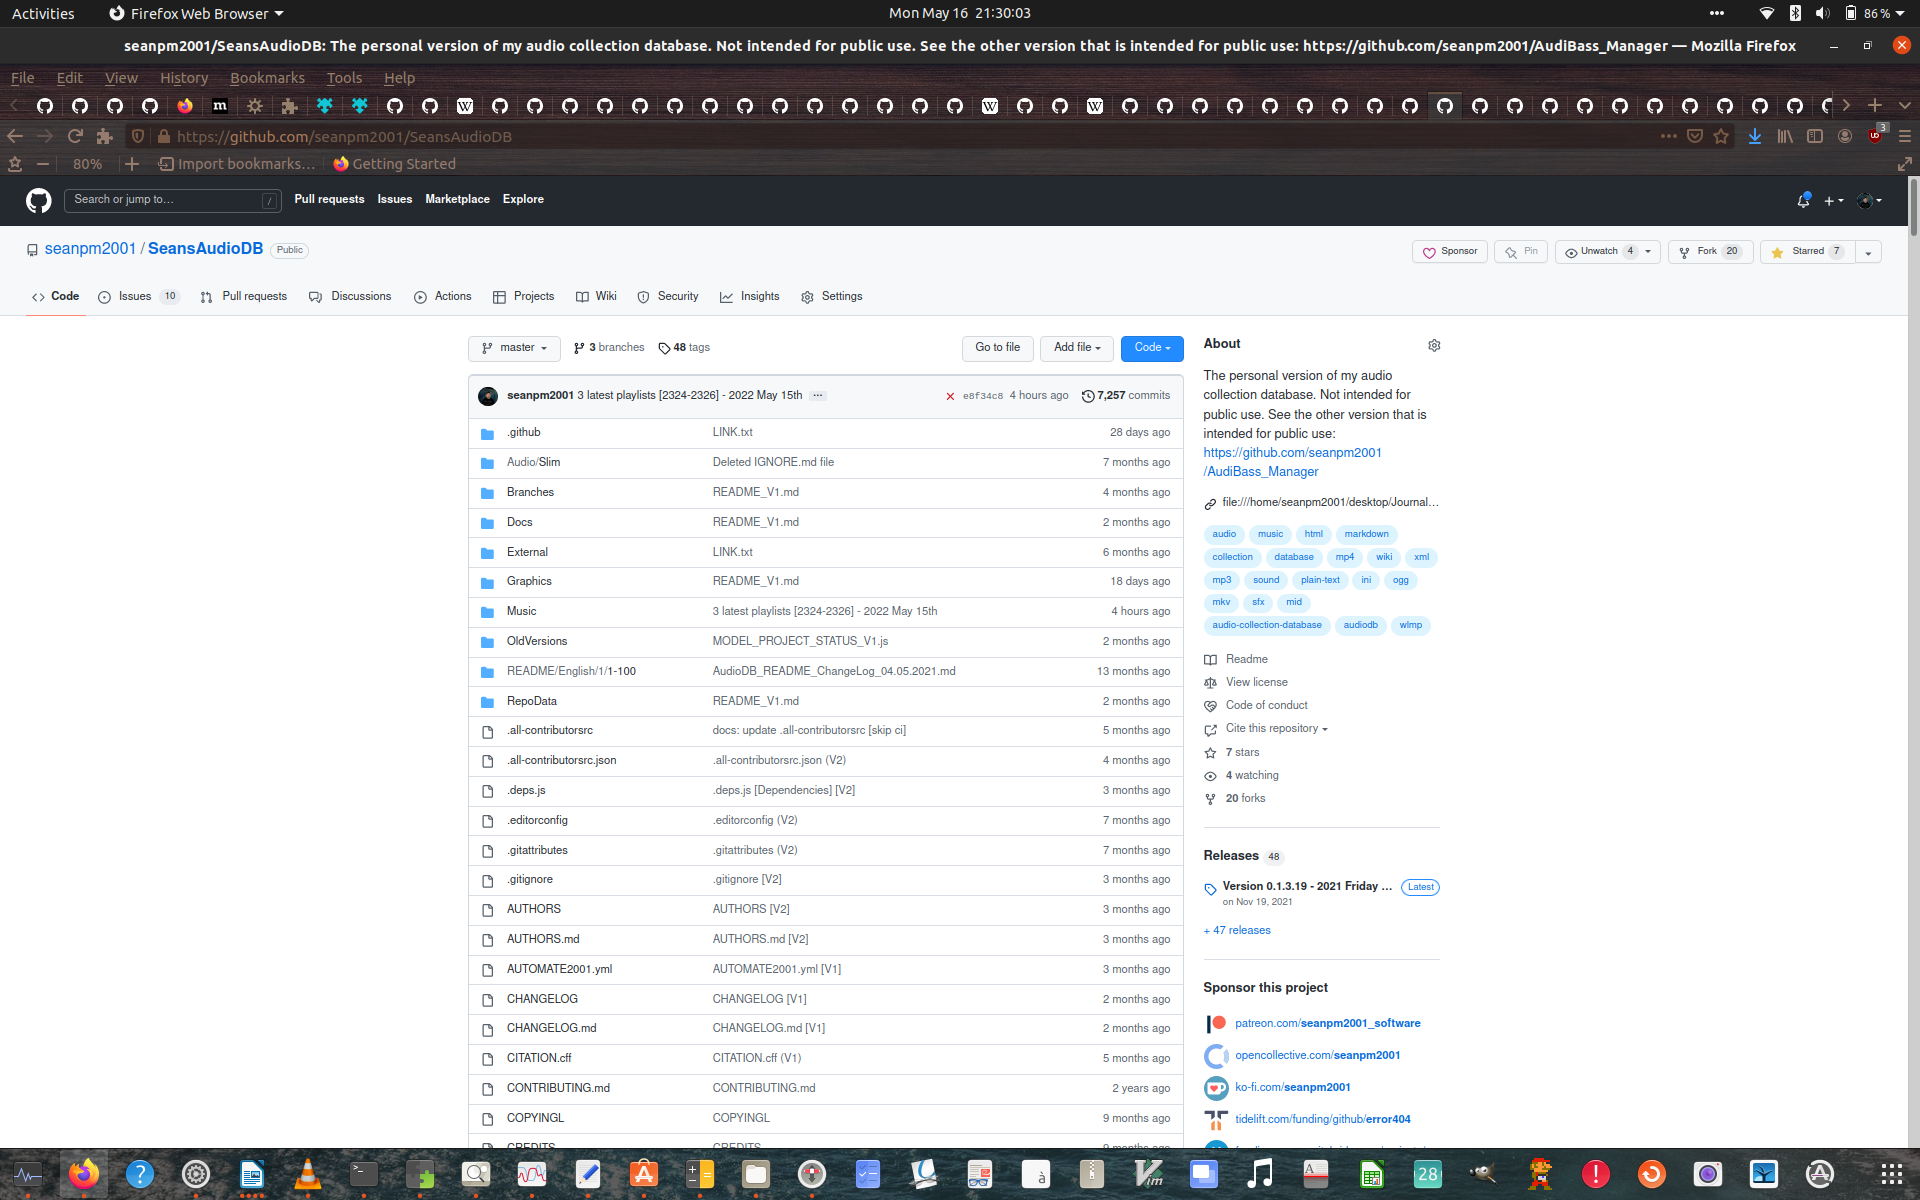 Activities Firefox Web Browser Mon May 16 21:30:03 86 %
seanpm2001/SeansAudioDB: The personal version of my audio collection database. Not intended for public use. See the other version that is intended for public use: https://github.com/seanpm2001/AudiBass_Manager — Mozilla Firefox
File Edit View History Bookmarks Tools Help
https://github.com/seanpm2001/SeansAudioDB 3
80% Import bookmarks... Getting Started
Search or jump to... / Pull requests Issues Marketplace Explore
seanpm2001 / SeansAudioDB Public Sponsor Pin Unwatch 4 Fork 20 Starred 7
Code Issues 10 Pull requests Discussions Actions Projects Wiki Security Insights Settings
master 3 branches 48 tags Go to file Add file Code
seanpm2001 3 latest playlists [2324-2326] - 2022 May 15th ... e8f34c8 4 hours ago 7,257 commits
.github LINK.txt 28 days ago
Audio/Slim Deleted IGNORE.md file 7 months ago
Branches README_V1.md 4 months ago
Docs README_V1.md 2 months ago
External LINK.txt 6 months ago
Graphics README_V1.md 18 days ago
Music 3 latest playlists [2324-2326] - 2022 May 15th 4 hours ago
OldVersions MODEL_PROJECT_STATUS_V1.js 2 months ago
README/English/1/1-100 AudioDB_README_ChangeLog_04.05.2021.md 13 months ago
RepoData README_V1.md 2 months ago
.all-contributorsrc docs: update .all-contributorsrc [skip ci] 5 months ago
.all-contributorsrc.json .all-contributorsrc.json (V2) 4 months ago
.deps.js .deps.js [Dependencies] [V2] 3 months ago
.editorconfig .editorconfig (V2) 7 months ago
.gitattributes .gitattributes (V2) 7 months ago
.gitignore .gitignore [V2] 3 months ago
AUTHORS AUTHORS [V2] 3 months ago
AUTHORS.md AUTHORS.md [V2] 3 months ago
AUTOMATE2001.yml AUTOMATE2001.yml [V1] 3 months ago
CHANGELOG CHANGELOG [V1] 2 months ago
CHANGELOG.md CHANGELOG.md [V1] 2 months ago
CITATION.cff CITATION.cff (V1) 5 months ago
CONTRIBUTING.md CONTRIBUTING.md 2 years ago
COPYINGL COPYINGL 9 months ago
CREDITS CREDITS 9 months ago
About
The personal version of my audio
collection database. Not intended for
public use. See the other version that is
intended for public use:
https://github.com/seanpm2001
/AudiBass_Manager
file:///home/seanpm2001/desktop/Journal...
audio music html markdown
collection database mp4 wiki xml
mp3 sound plain-text ini ogg
mkv sfx mid
audio-collection-database audiodb wlmp
Readme
View license
Code of conduct
Cite this repository
7 stars
4 watching
20 forks
Releases 48
Version 0.1.3.19 - 2021 Friday ... Latest
on Nov 19, 2021
+ 47 releases
Sponsor this project
patreon.com/seanpm2001_software
opencollective.com/seanpm2001
ko-fi.com/seanpm2001
tidelift.com/funding/github/error404
28